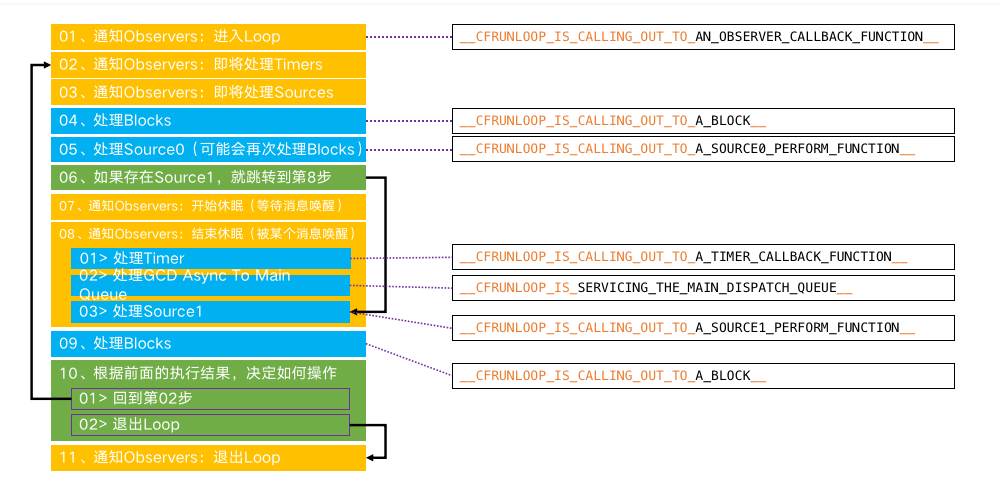 01、通知Observers：进入Loop
__CFRUNLOOP_IS_CALLING_OUT_TO_AN_OBSERVER_CALLBACK_FUNCTION__
02、通知Observers：即将处理Timers
03、通知Observers：即将处理Sources
04、处理Blocks
__CFRUNLOOP_IS_CALLING_OUT_TO_A_BLOCK__
05、处理Source0（可能会再次处理Blocks）
__CFRUNLOOP_IS_CALLING_OUT_TO_A_SOURCE0_PERFORM_FUNCTION__
06、如果存在Source1，就跳转到第8步
07、通知Observers：开始休眠（等待消息唤醒）
08、通知Observers：结束休眠（被某个消息唤醒）
01> 处理Timer
__CFRUNLOOP_IS_CALLING_OUT_TO_A_TIMER_CALLBACK_FUNCTION__
02> 处理GCD Async To Main
Queue
__CFRUNLOOP_IS_SERVICING_THE_MAIN_DISPATCH_QUEUE__
03> 处理Source1
__CFRUNLOOP_IS_CALLING_OUT_TO_A_SOURCE1_PERFORM_FUNCTION__
09、处理Blocks
__CFRUNLOOP_IS_CALLING_OUT_TO_A_BLOCK__
10、根据前面的执行结果，决定如何操作
01> 回到第02步
02> 退出Loop
11、通知Observers：退出Loop